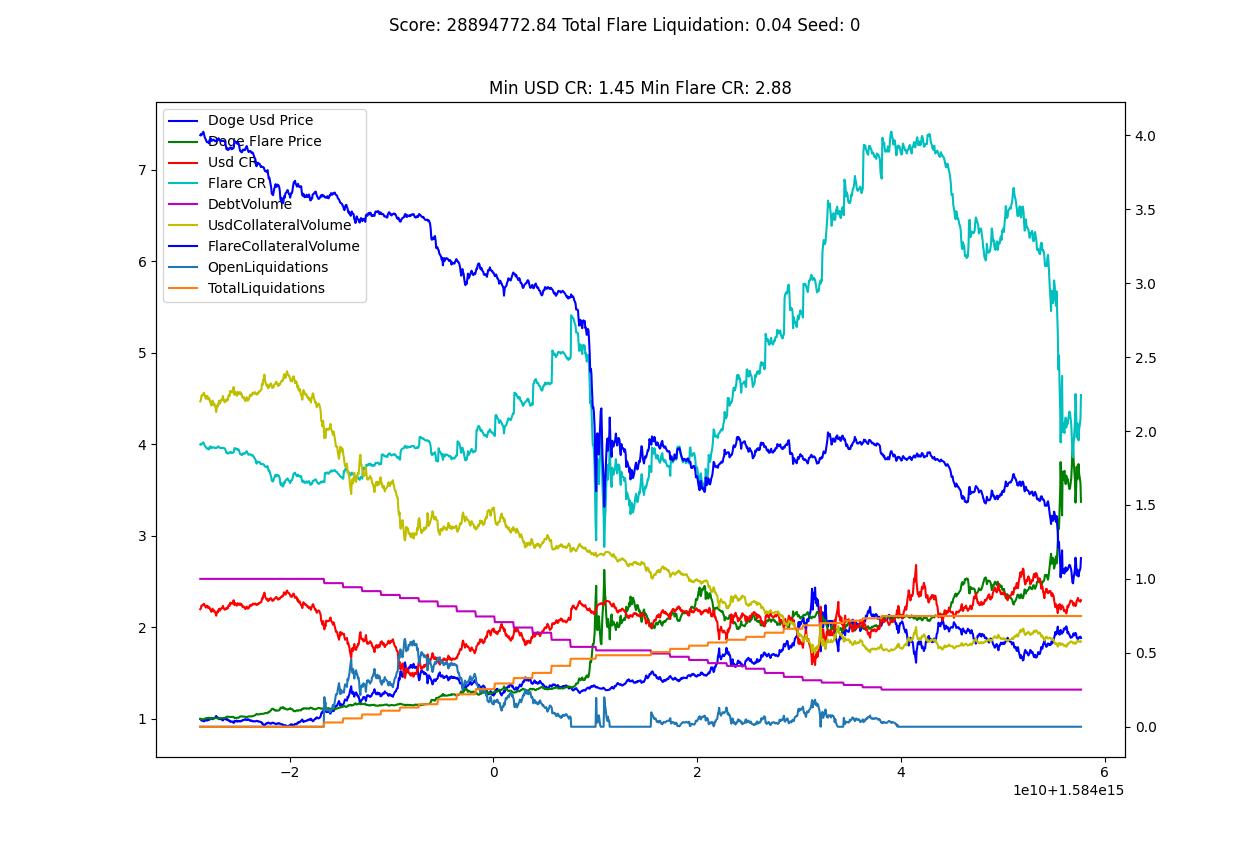 Score: 28894772.84 Total Flare Liquidation: 0.04 Seed: 0
Min USD CR: 1.45 Min Flare CR: 2.88
Doge Usd Price
Doge Flare Price
Usd CR
Flare CR
DebtVolume
UsdCollateralVolume
FlareCollateralVolume
OpenLiquidations
TotalLiquidations
7
6
5
4
3
2
1
4.0
3.5
3.0
2.5
2.0
1.5
1.0
0.5
0.0
−2
0
2
4
6
1e10+1.584e15